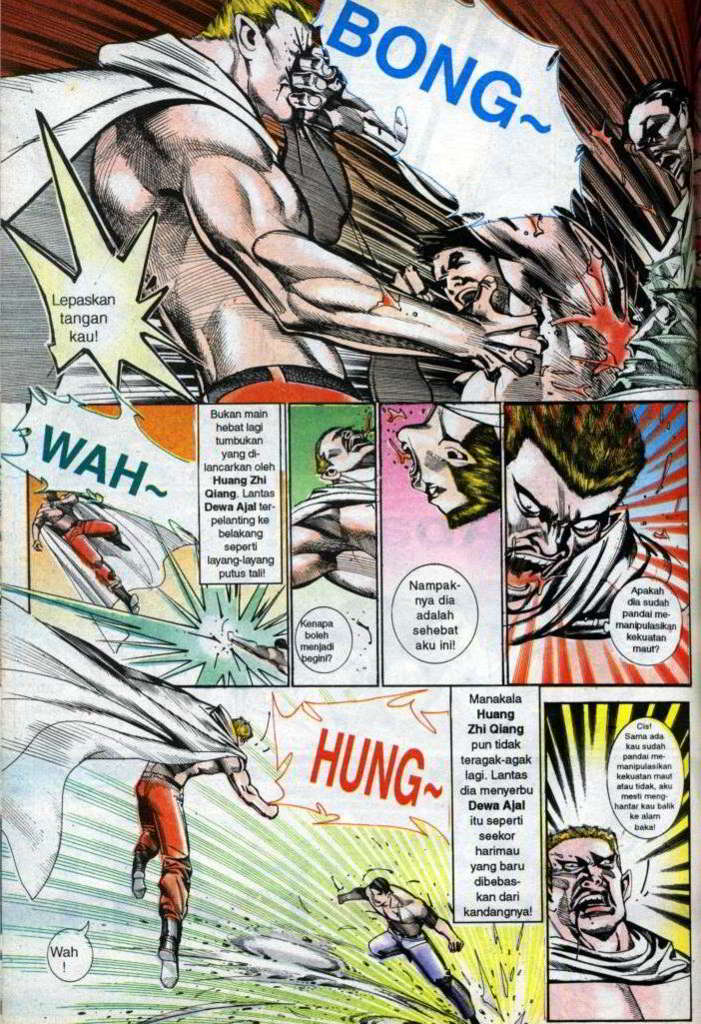 BONG~
Lepaskan
tangan
kau!
WAH~
Bukan main
hebat lagi
tumbukan
yang di-
lancarkan oleh
Huang Zhi
Qiang. Lantas
Dewa Ajal ter-
pelanting ke
belakang
seperti
layang-layang
putus tali!
Kenapa
boleh
menjadi
begini?
Nampak-
nya dia
adalah
sehebat
aku ini!
Apakah
dia sudah
pandai me-
manipulasikan
kekuatan
maut?
HUNG~
Wah
!
Manakala
Huang
Zhi Qiang
pun tidak
teragak-agak
lagi. Lantas
dia menyerbu
Dewa Ajal
itu seperti
seekor
harimau
yang baru
dibebas-
kan dari
kandangnya!
Cis!
Sama ada
kau sudah
pandai me-
manipulasikan
kekuatan maut
atau tidak, aku
mesti meng-
hantar kau balik
ke alam
baka!